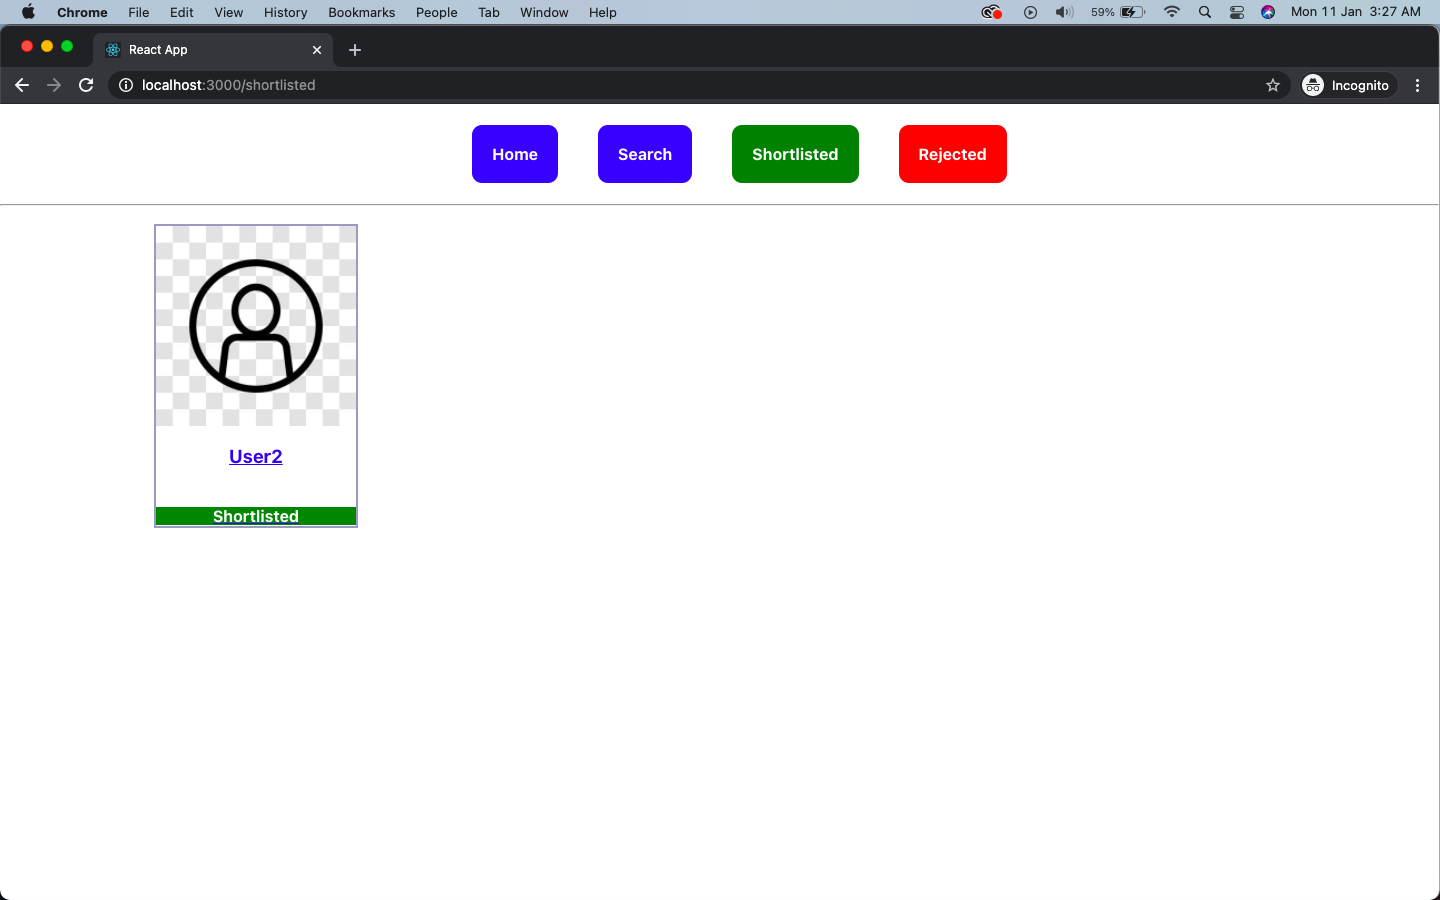 Chrome File Edit View History Bookmarks People Tab Window Help 59% Mon 11 Jan 3:27 AM
React App
localhost:3000/shortlisted Incognito
Home Search Shortlisted Rejected
User2
Shortlisted